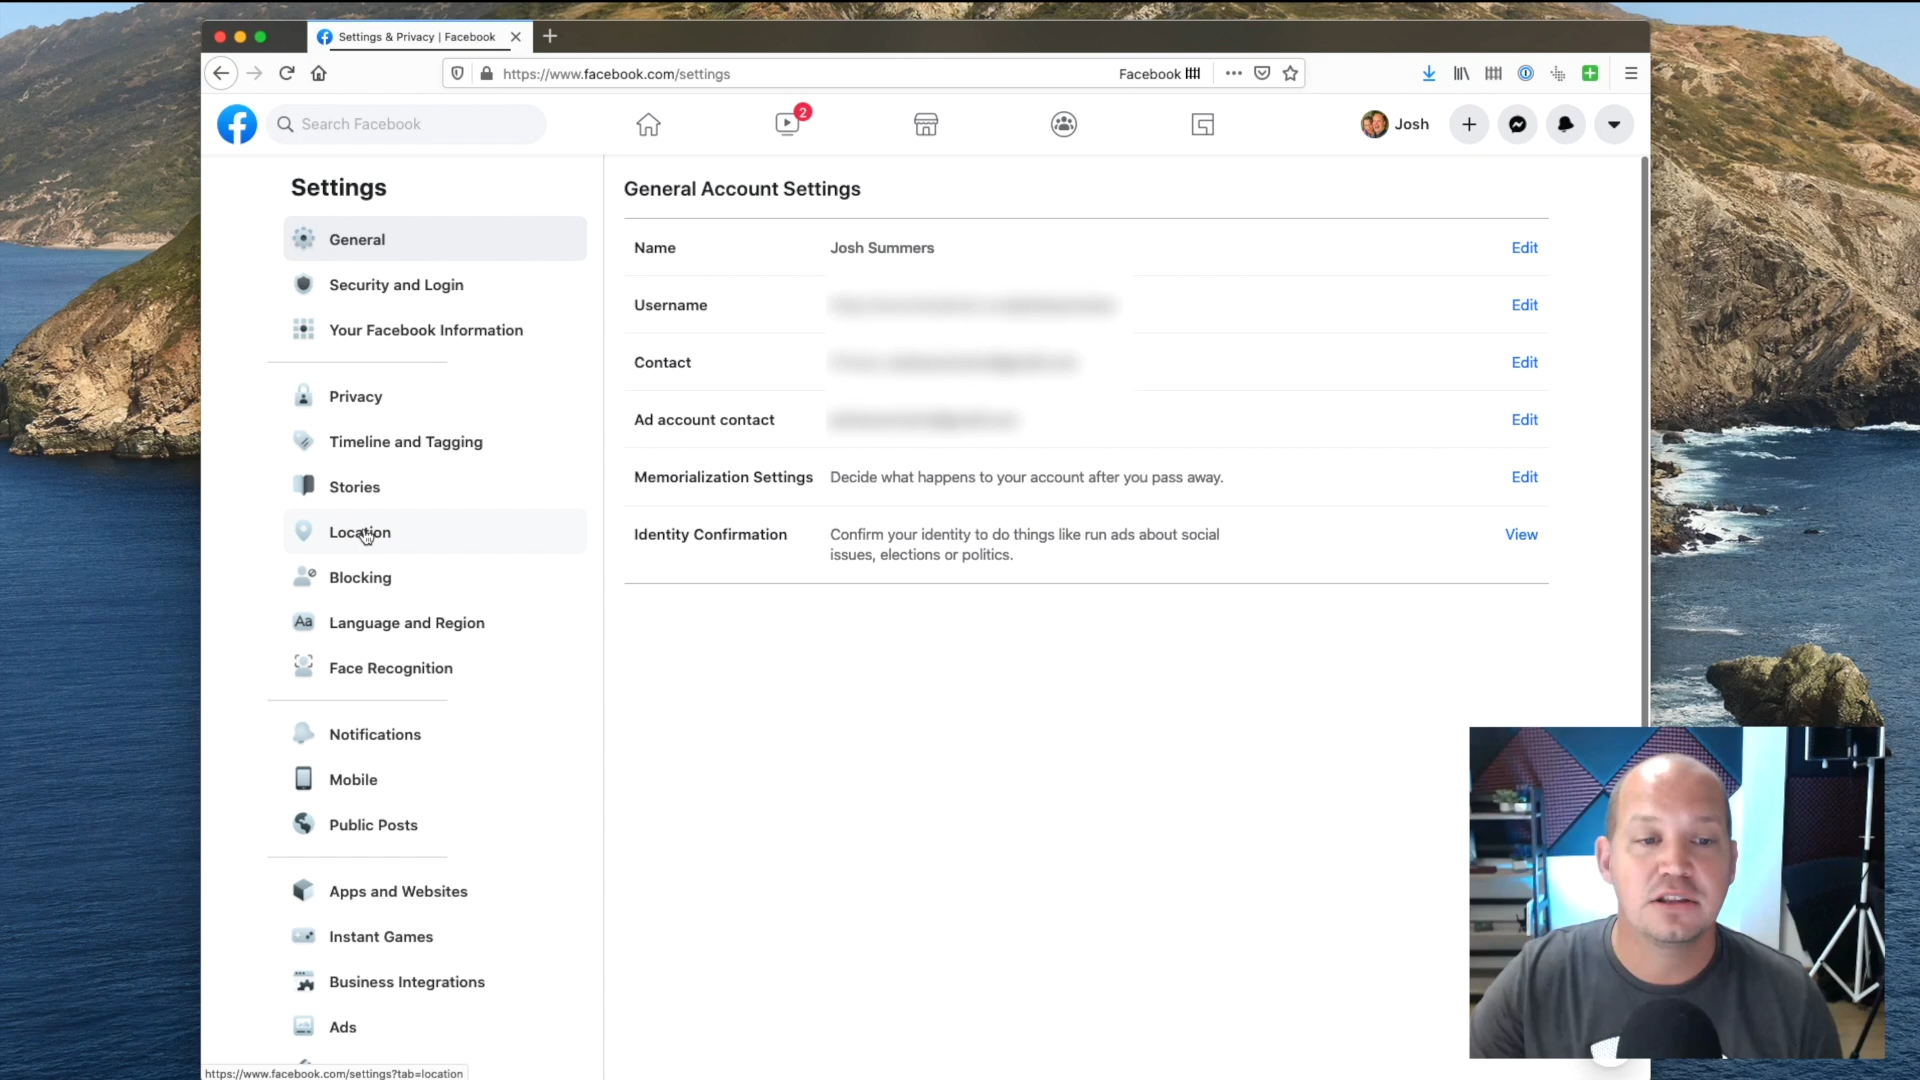 Settings & Privacy | Facebook
https://www.facebook.com/settings
Facebook
Search Facebook
2
Josh
Settings
General
Security and Login
Your Facebook Information
Privacy
Timeline and Tagging
Stories
Location
Blocking
Aa Language and Region
Face Recognition
Notifications
Mobile
Public Posts
Apps and Websites
Instant Games
Business Integrations
Ads
General Account Settings
Name Josh Summers Edit
Username Edit
Contact Edit
Ad account contact Edit
Memorialization Settings Decide what happens to your account after you pass away. Edit
Identity Confirmation Confirm your identity to do things like run ads about social View
issues, elections or politics.
https://www.facebook.com/settings?tab=location